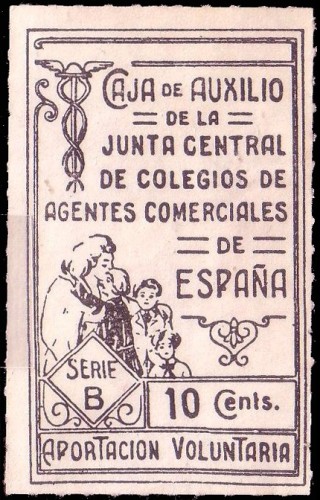 CAJA DE AUXILIO
DE LA
JUNTA CENTRAL
DE COLEGIOS DE
AGENTES COMERCIALES
DE
ESPAÑA
SERIE
B
10 Cents.
APORTACION VOLUNTARIA